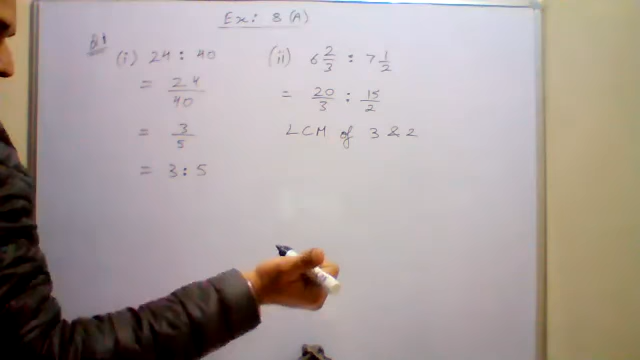 Ex: 8(A)
Q1
(i) 24 : 40
= 24/40
= 3/5
= 3:5
(ii) 6 2/3 : 7 1/2
= 20/3 : 15/2
LCM of 3 & 2